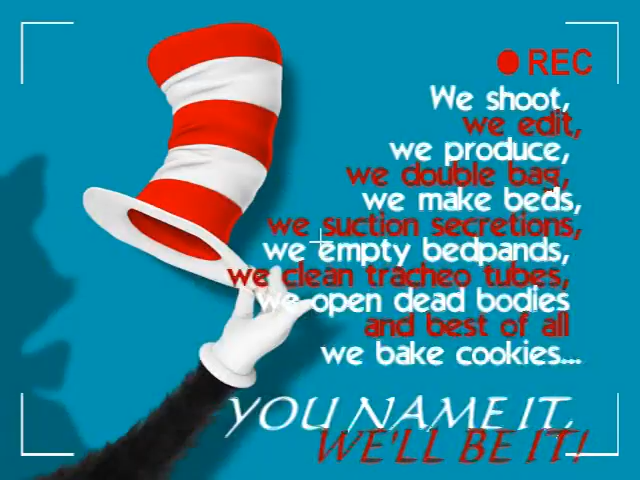 REC
We shoot,
we edit,
we produce,
we double bag,
we make beds,
we suction secretions,
we empty bedpands,
we clean tracheo tubes,
we open dead bodies
and best of all
we bake cookies...
YOU NAME IT,
WE'LL BE IT!